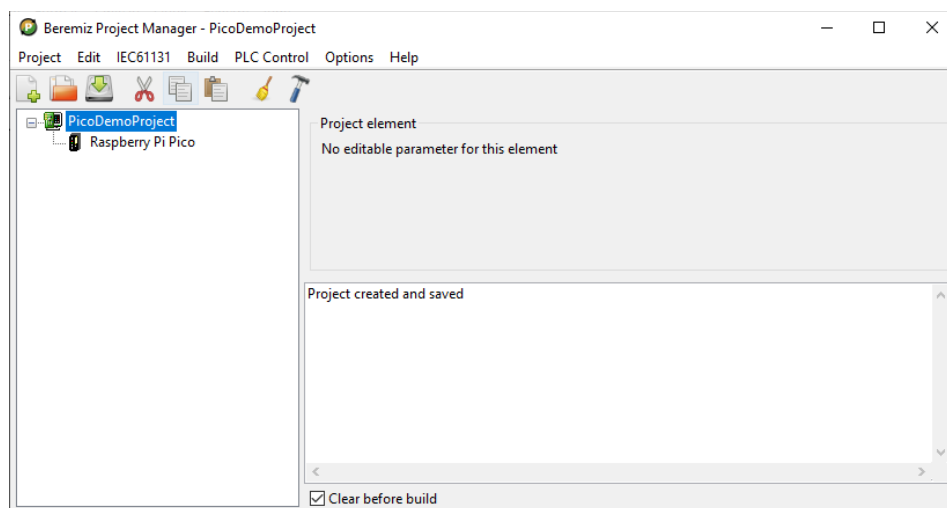 Beremiz Project Manager - PicoDemoProject
Project Edit IEC61131 Build PLC Control Options Help
PicoDemoProject
Raspberry Pi Pico
Project element
No editable parameter for this element
Project created and saved
Clear before build